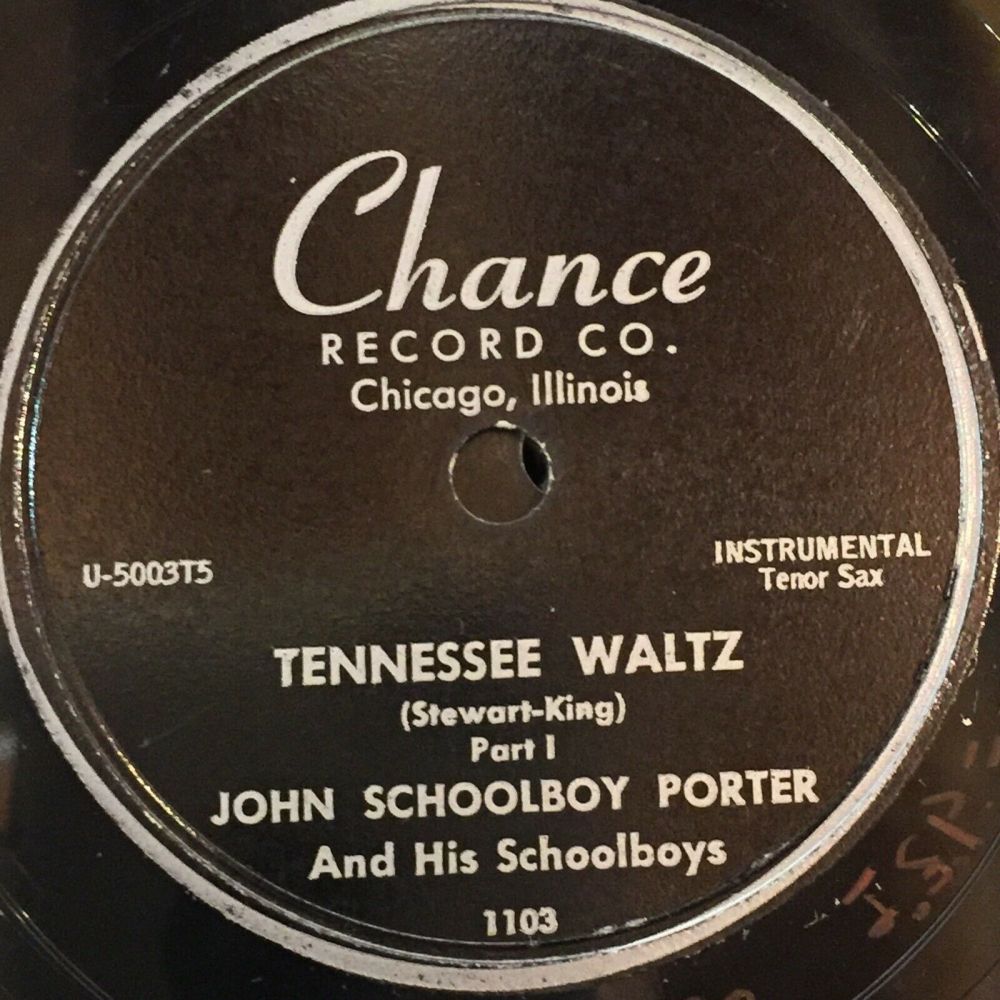 Chance
RECORD CO.
Chicago, Illinois
U-5003T5
INSTRUMENTAL
Tenor Sax
TENNESSEE WALTZ
(Stewart-King)
Part I
JOHN SCHOOLBOY PORTER
And His Schoolboys
1103